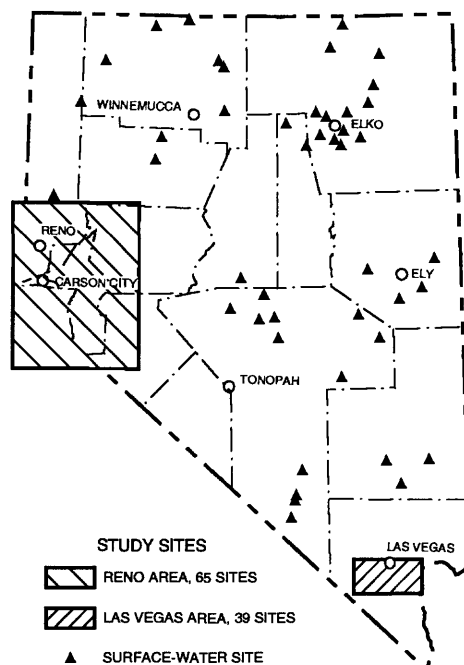 WINNEMUCCA
ELKO
RENO
CARSON CITY
ELY
TONOPAH
LAS VEGAS
STUDY SITES
RENO AREA, 65 SITES
LAS VEGAS AREA, 39 SITES
SURFACE-WATER SITE